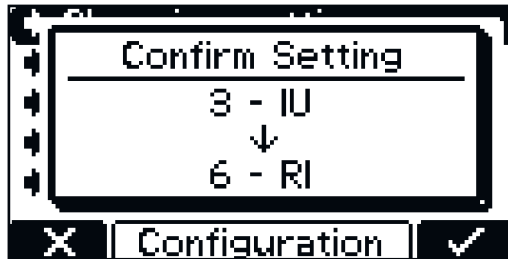 Confirm Setting
3 - IU
↓
6 - RI
Configuration